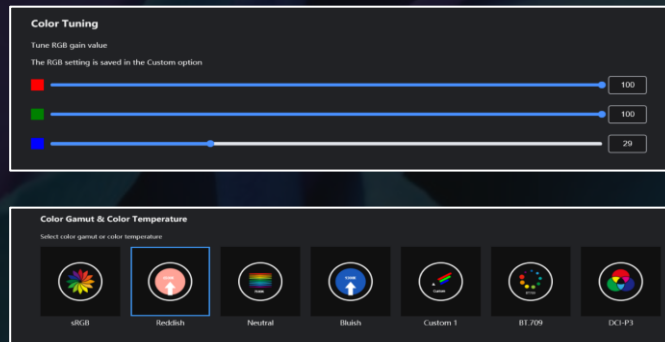 Color Tuning
Tune RGB gain value
The RGB setting is saved in the Custom option
100
100
29
Color Gamut & Color Temperature
Select color gamut or color temperature
sRGB
Reddish
Neutral
Bluish
Custom 1
BT.709
DCI-P3